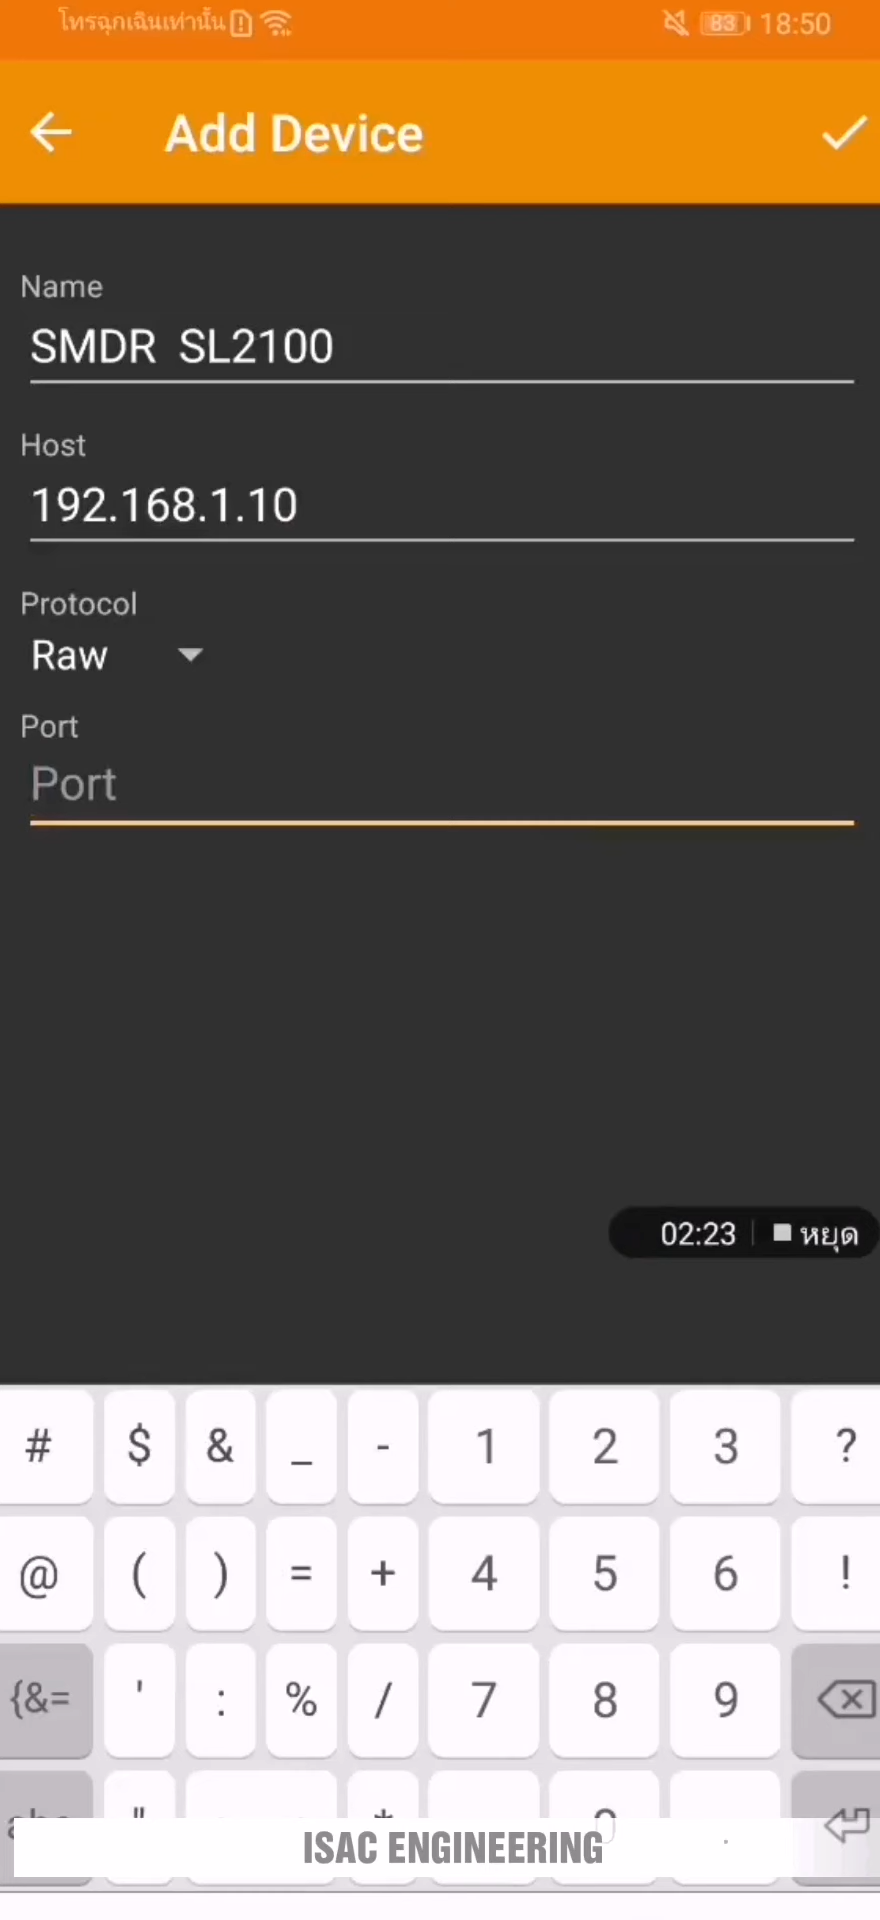 โทรฉุกเฉินเท่านั้น 83 18:50
Add Device
Name
SMDR SL2100
Host
192.168.1.10
Protocol
Raw
Port
Port
02:23 หยุด
# $ & _ - 1 2 3 ?
@ ( ) = + 4 5 6 !
{&= ' : % / 7 8 9
ISAC ENGINEERING